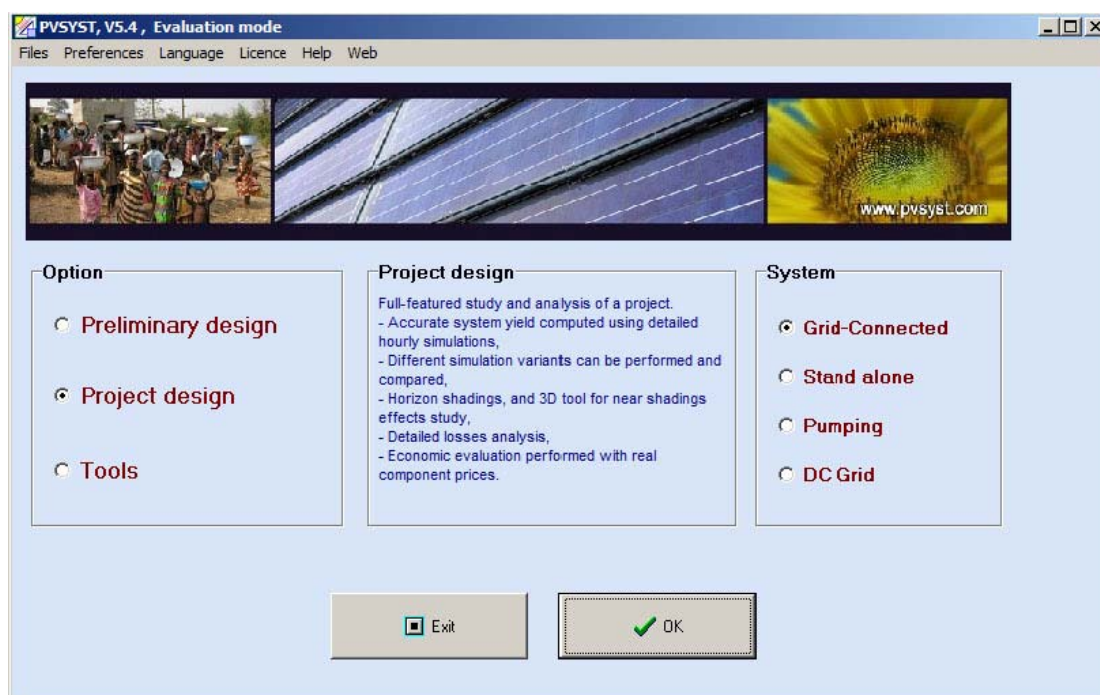 PVSYST, V5.4 , Evaluation mode
Files Preferences Language Licence Help Web
www.pvsyst.com
Option
Preliminary design
Project design
Tools
Project design
Full-featured study and analysis of a project.
- Accurate system yield computed using detailed
hourly simulations,
- Different simulation variants can be performed and
compared,
- Horizon shadings, and 3D tool for near shadings
effects study,
- Detailed losses analysis,
- Economic evaluation performed with real
component prices.
System
Grid-Connected
Stand alone
Pumping
DC Grid
Exit
OK